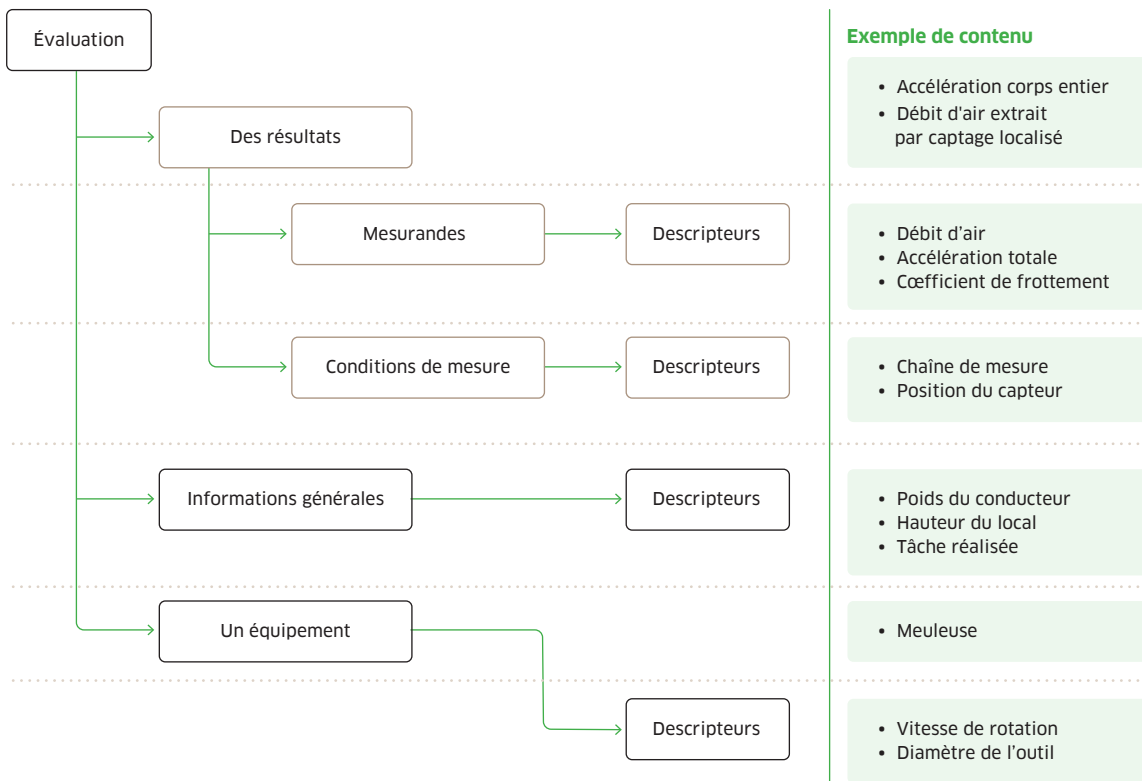 Évaluation
Exemple de contenu
• Accélération corps entier
• Débit d'air extrait
par captage localisé
Des résultats
Mesurandes
Descripteurs
• Débit d’air
• Accélération totale
• Cœfficient de frottement
Conditions de mesure
Descripteurs
• Chaîne de mesure
• Position du capteur
Informations générales
Descripteurs
• Poids du conducteur
• Hauteur du local
• Tâche réalisée
Un équipement
• Meuleuse
Descripteurs
• Vitesse de rotation
• Diamètre de l’outil